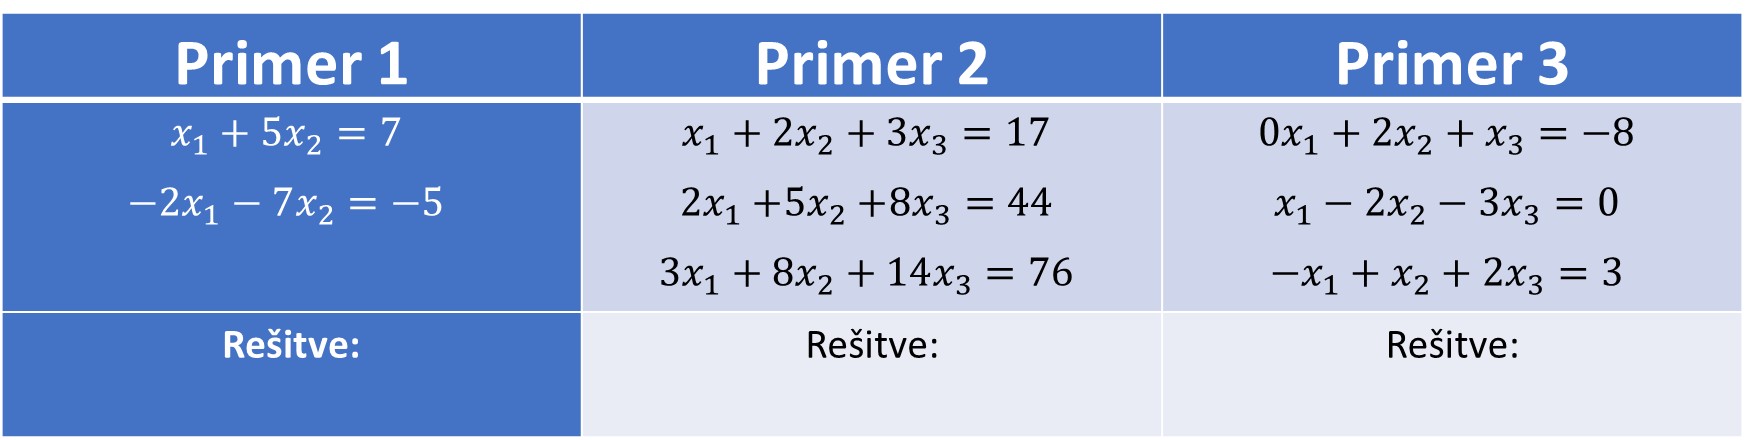 Primer 1
Primer 2
Primer 3
x₁ + 5x₂ = 7
−2x₁ − 7x₂ = −5
x₁ + 2x₂ + 3x₃ = 17
2x₁ +5x₂ +8x₃ = 44
3x₁ + 8x₂ + 14x₃ = 76
0x₁ + 2x₂ + x₃ = −8
x₁ − 2x₂ − 3x₃ = 0
−x₁ + x₂ + 2x₃ = 3
Rešitve:
Rešitve:
Rešitve: